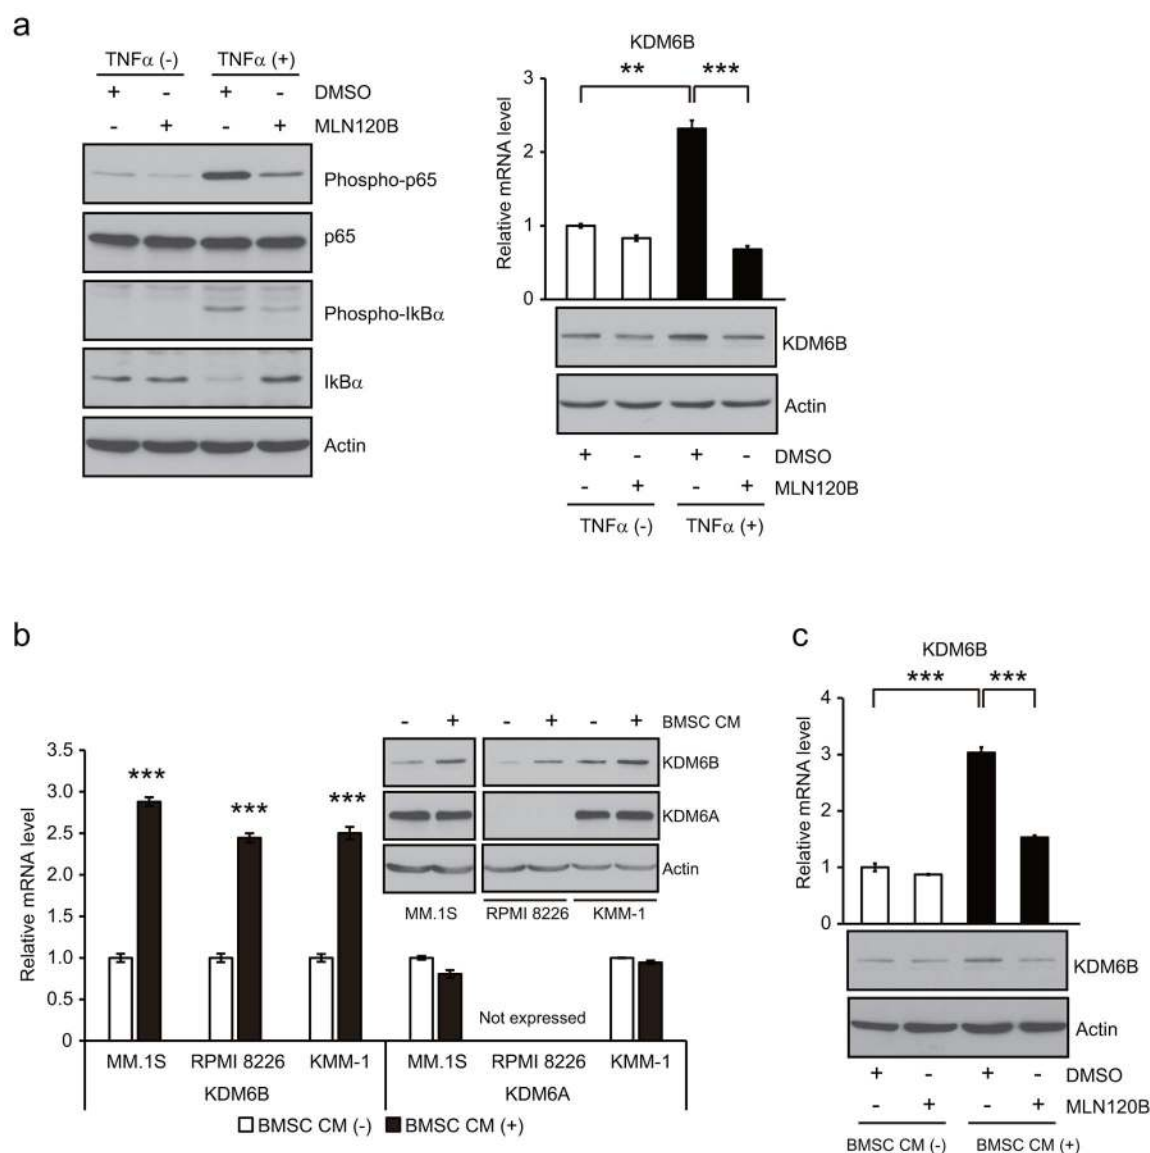 a
TNFα (-) TNFα (+)
+ - + - DMSO
- + - + MLN120B
Phospho-p65
p65
Phospho-IkBα
IkBα
Actin
KDM6B
** ***
3
2
1
0
Relative mRNA level
KDM6B
Actin
+ - + - DMSO
- + - + MLN120B
TNFα (-) TNFα (+)
b
- + - + - + BMSC CM
KDM6B
KDM6A
Actin
MM.1S RPMI 8226 KMM-1
3.5
3.0
2.5
2.0
1.5
1.0
0.5
0
Relative mRNA level
*** *** ***
Not expressed
MM.1S RPMI 8226 KMM-1 MM.1S RPMI 8226 KMM-1
KDM6B KDM6A
BMSC CM (-) BMSC CM (+)
c
KDM6B
*** ***
4
3
2
1
0
Relative mRNA level
KDM6B
Actin
+ - + - DMSO
- + - + MLN120B
BMSC CM (-) BMSC CM (+)